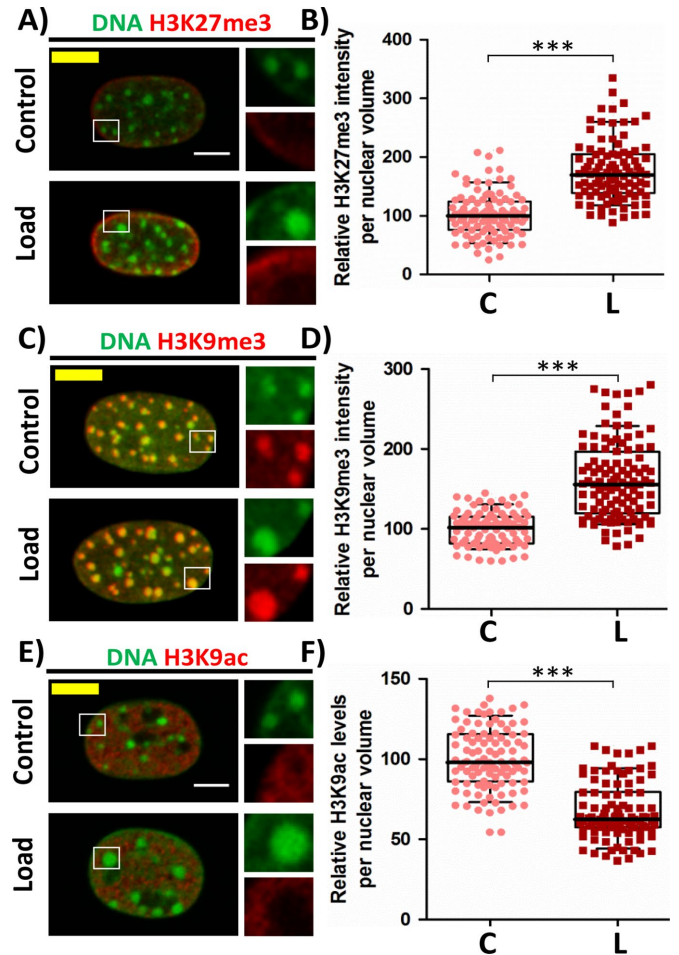 A)
DNA H3K27me3
Control
Load
B)
Relative H3K27me3 intensity
per nuclear volume
400
300
200
100
0
***
C
L
C)
DNA H3K9me3
Control
Load
D)
Relative H3K9me3 intensity
per nuclear volume
300
200
100
0
***
C
L
E)
DNA H3K9ac
Control
Load
F)
Relative H3K9ac levels
per nuclear volume
150
100
50
0
***
C
L